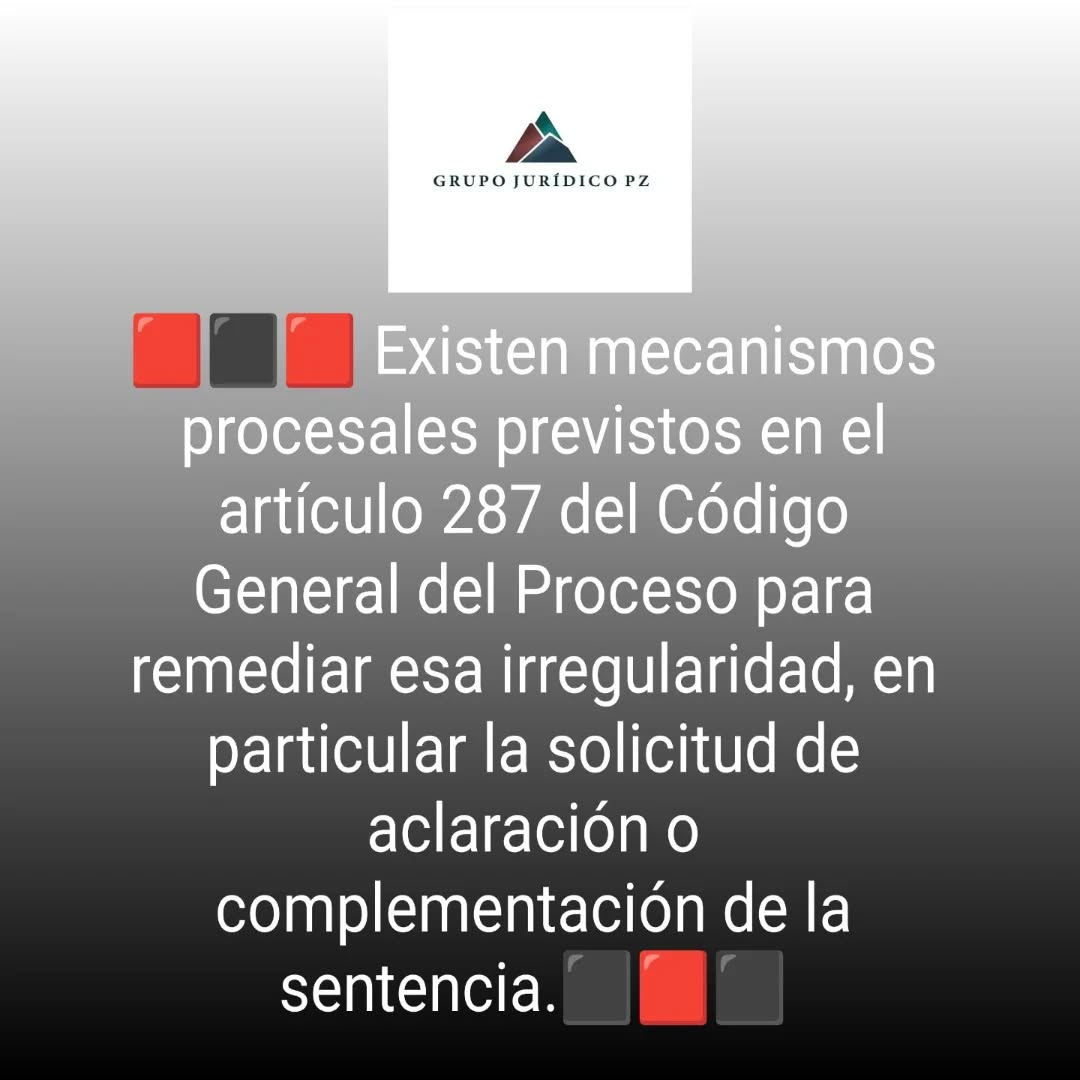 GRUPO JURÍDICO PZ
🟥⬛🟥 Existen mecanismos
procesales previstos en el
artículo 287 del Código
General del Proceso para
remediar esa irregularidad, en
particular la solicitud de
aclaración o
complementación de la
sentencia.⬛🟥⬛